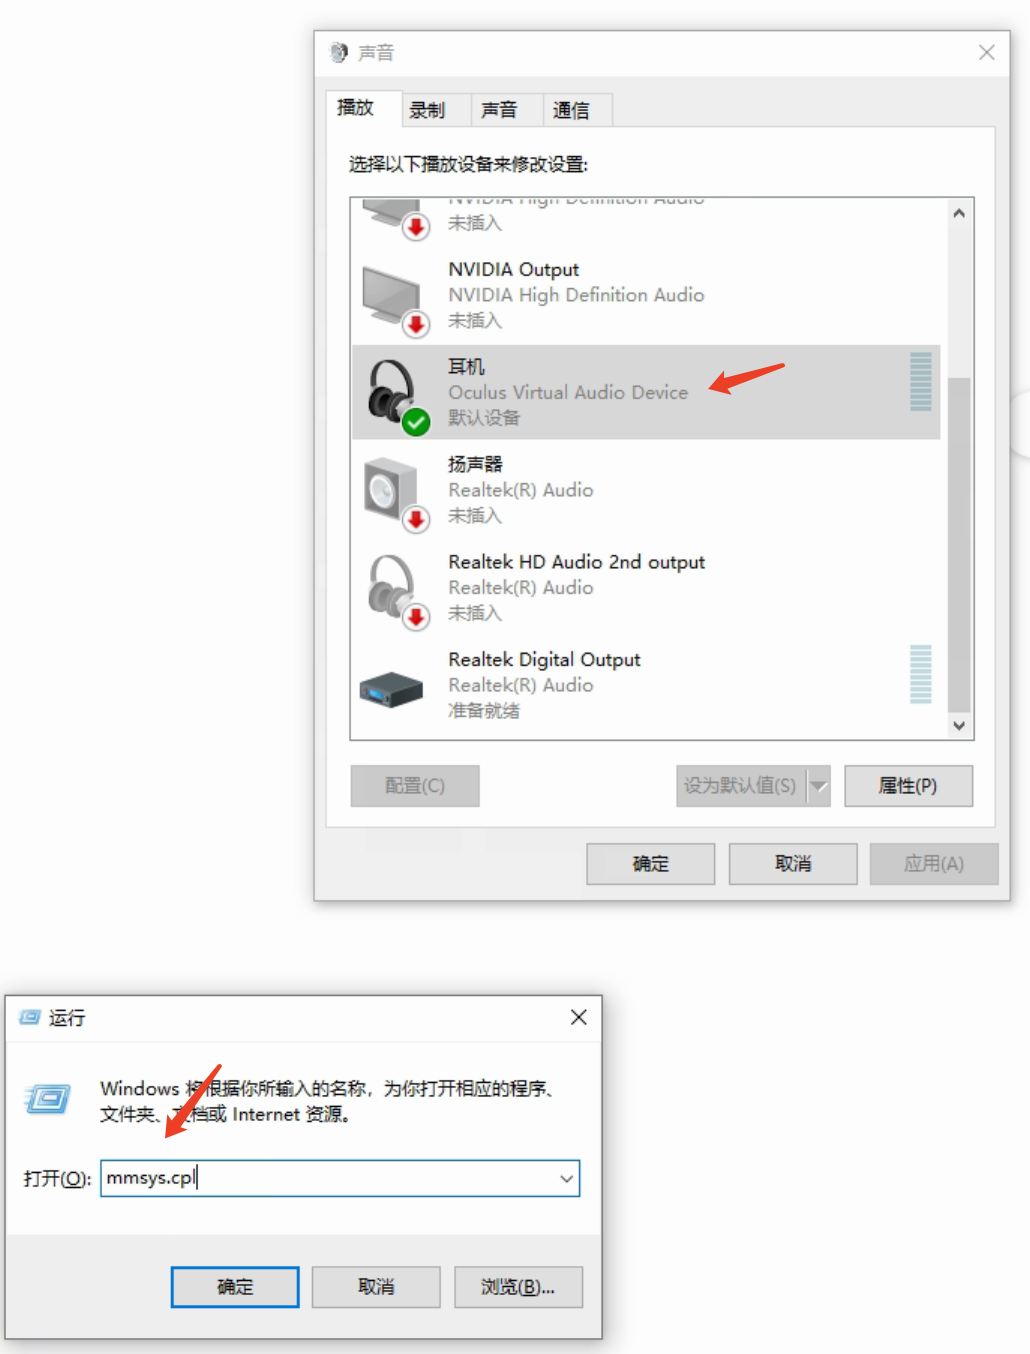 声音
播放 录制 声音 通信
选择以下播放设备来修改设置:
NVIDIA High Definition Audio
未插入
NVIDIA Output
NVIDIA High Definition Audio
未插入
耳机
Oculus Virtual Audio Device
默认设备
扬声器
Realtek(R) Audio
未插入
Realtek HD Audio 2nd output
Realtek(R) Audio
未插入
Realtek Digital Output
Realtek(R) Audio
准备就绪
配置(C) 设为默认值(S) 属性(P)
确定 取消 应用(A)
运行
Windows 将根据你所输入的名称，为你打开相应的程序、
文件夹、文档或 Internet 资源。
打开(O): mmsys.cpl
确定 取消 浏览(B)...